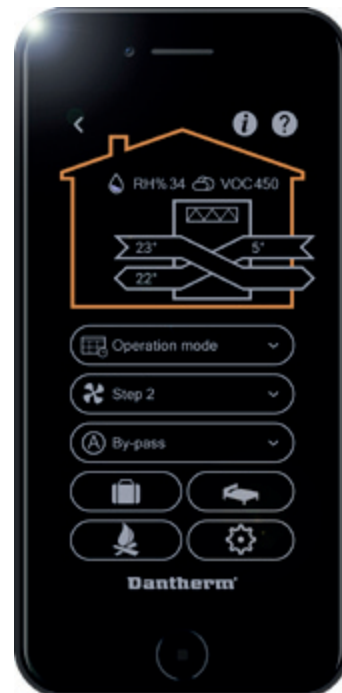 i ?
RH% 34 VOC 450
23° 5°
22°
Operation mode
Step 2
A By-pass
Dantherm®